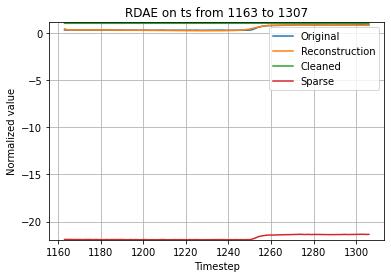 RDAE on ts from 1163 to 1307
0
−5
−10
−15
−20
Normalized value
Original
Reconstruction
Cleaned
Sparse
1160 1180 1200 1220 1240 1260 1280 1300
Timestep